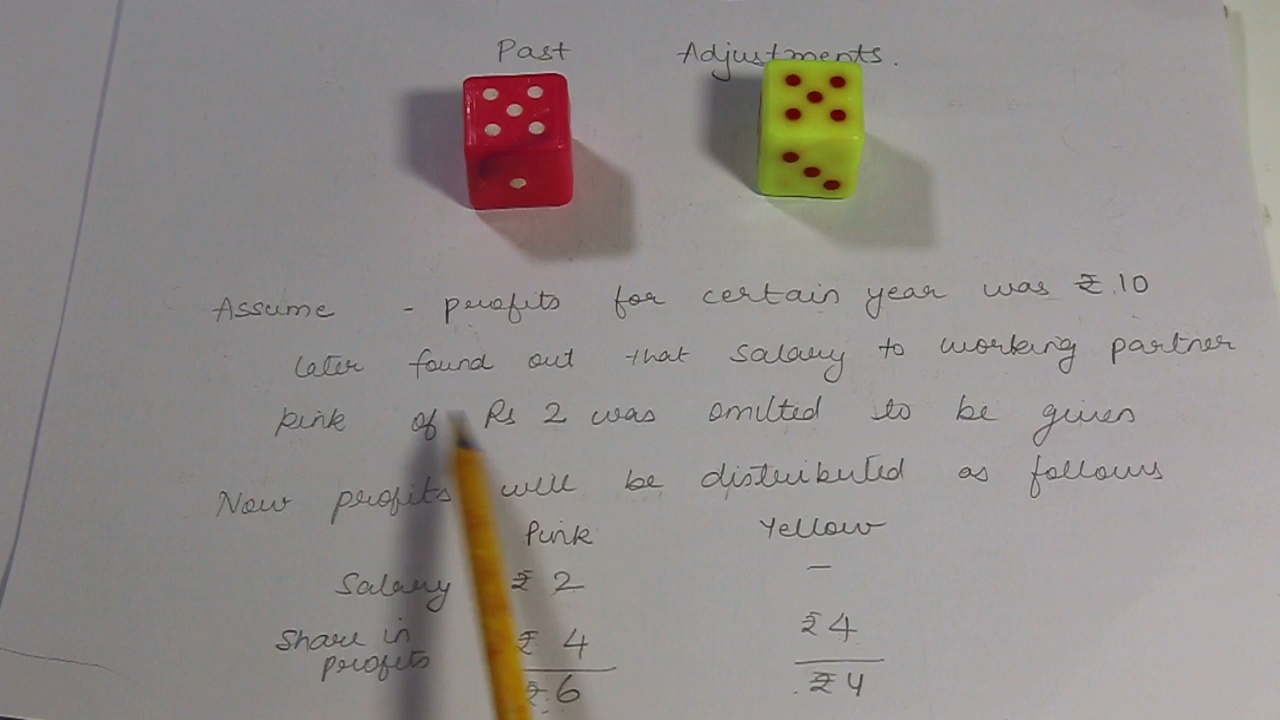 Past Adjustments.
Assume - profits for certain year was ₹ 10
later found out that salary to working partner
pink of Rs 2 was omitted to be given
Now profits will be distributed as follows
Pink Yellow
Salary ₹ 2 –
Share in profits ₹ 4 ₹ 4
₹ 6 ₹ 4